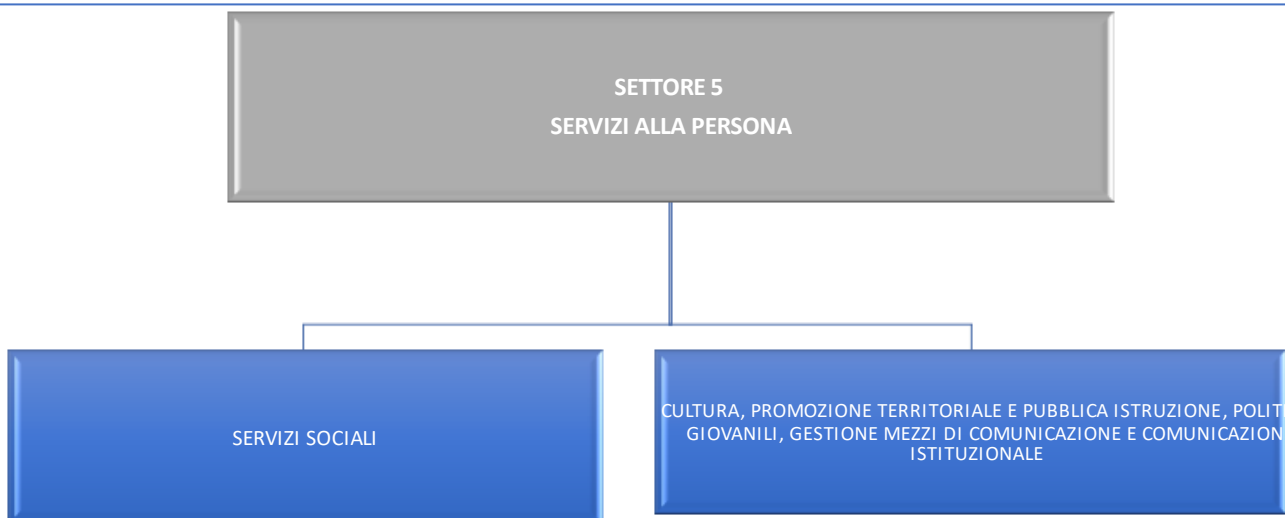 SETTORE 5
SERVIZI ALLA PERSONA
SERVIZI SOCIALI
CULTURA, PROMOZIONE TERRITORIALE E PUBBLICA ISTRUZIONE, POLIT
GIOVANILI, GESTIONE MEZZI DI COMUNICAZIONE E COMUNICAZION
ISTITUZIONALE